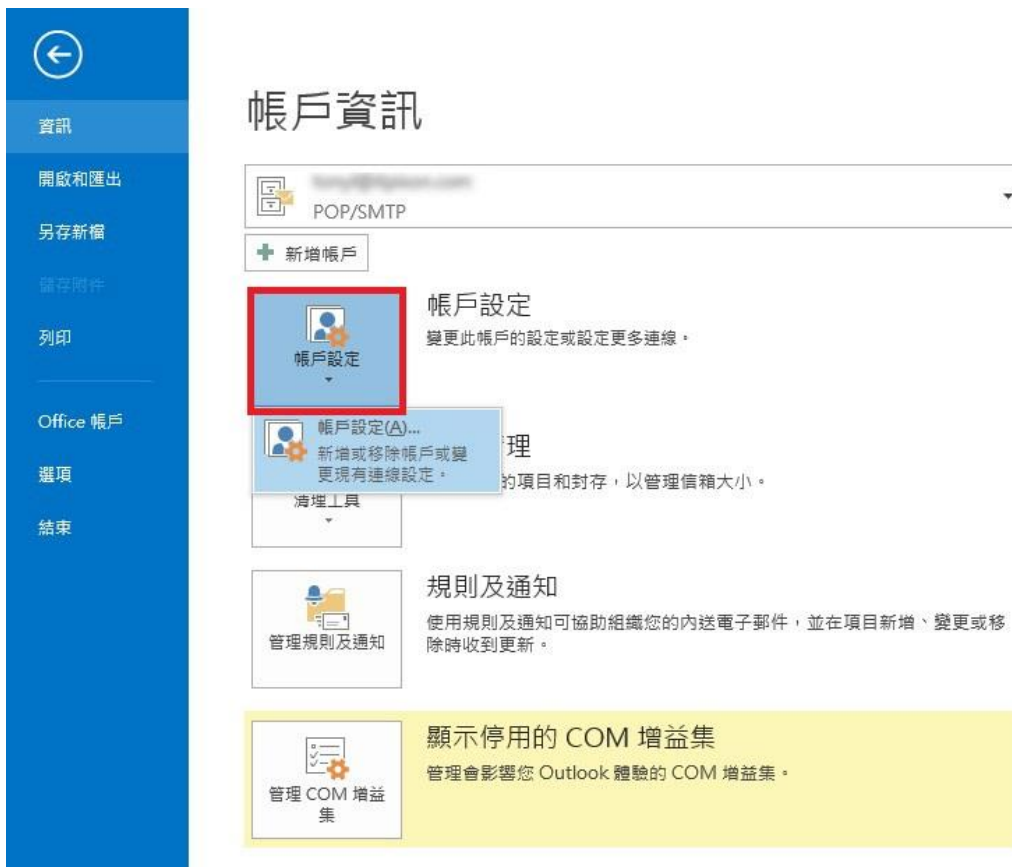 帳戶資訊
資訊
開啟和匯出
另存新檔
儲存附件
列印
Office 帳戶
選項
結束
POP/SMTP
新增帳戶
帳戶設定
帳戶設定
變更此帳戶的設定或設定更多連線。
帳戶設定(A)...
新增或移除帳戶或變
更現有連線設定。
理
的項目和封存，以管理信箱大小。
清理工具
管理規則及通知
規則及通知
使用規則及通知可協助組織您的內送電子郵件，並在項目新增、變更或移
除時收到更新。
管理 COM 增益
集
顯示停用的 COM 增益集
管理會影響您 Outlook 體驗的 COM 增益集。